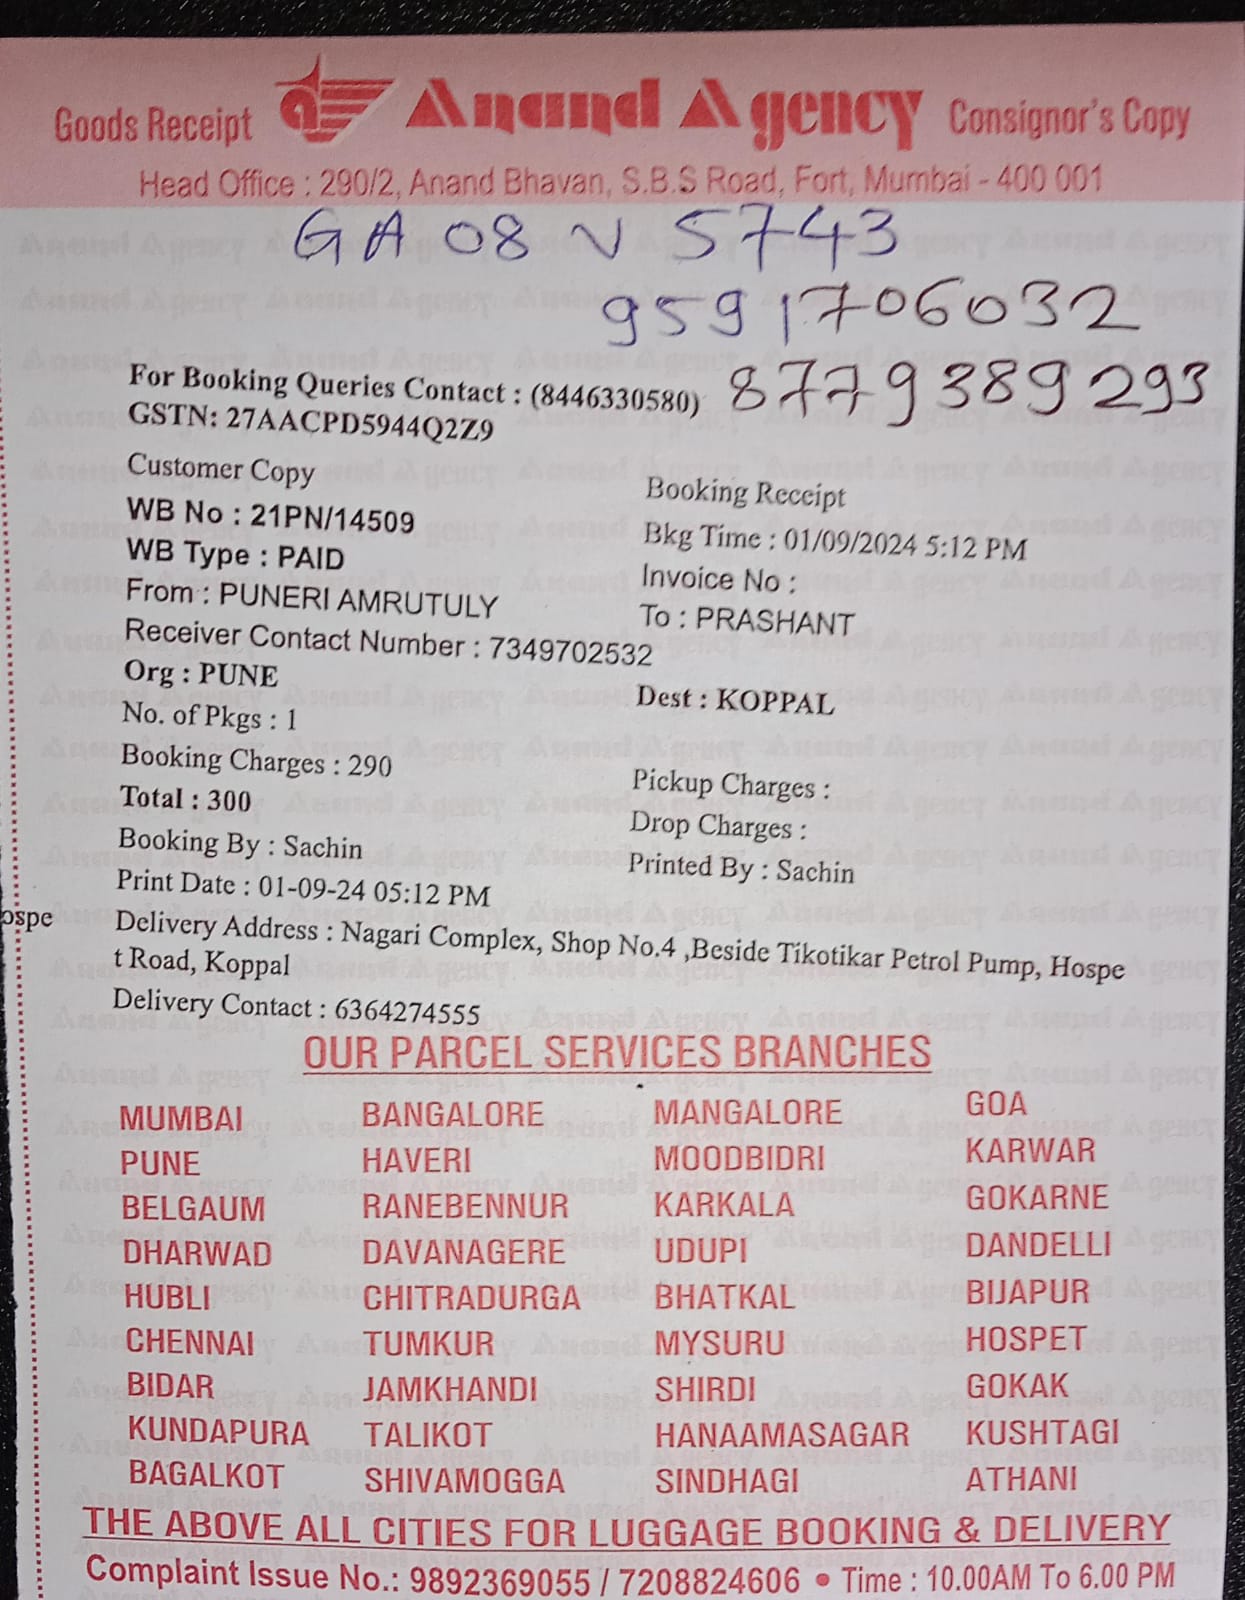 Goods Receipt Anand Agency Consignor's Copy
Head Office : 290/2, Anand Bhavan, S.B.S Road, Fort, Mumbai - 400 001
GA 08 V 5743
9591706032
For Booking Queries Contact : (8446330580) 8779389293
GSTN: 27AACPD5944Q2Z9
Customer Copy
Booking Receipt
WB No : 21PN/14509
Bkg Time : 01/09/2024 5:12 PM
WB Type : PAID
Invoice No :
From : PUNERI AMRUTULY
To : PRASHANT
Receiver Contact Number : 7349702532
Org : PUNE
Dest : KOPPAL
No. of Pkgs : 1
Booking Charges : 290
Pickup Charges :
Total : 300
Drop Charges :
Booking By : Sachin
Printed By : Sachin
Print Date : 01-09-24 05:12 PM
ospe
Delivery Address : Nagari Complex, Shop No.4 ,Beside Tikotikar Petrol Pump, Hospe
t Road, Koppal
Delivery Contact : 6364274555
OUR PARCEL SERVICES BRANCHES
MUMBAI BANGALORE MANGALORE GOA
PUNE HAVERI MOODBIDRI KARWAR
BELGAUM RANEBENNUR KARKALA GOKARNE
DHARWAD DAVANAGERE UDUPI DANDELLI
HUBLI CHITRADURGA BHATKAL BIJAPUR
CHENNAI TUMKUR MYSURU HOSPET
BIDAR JAMKHANDI SHIRDI GOKAK
KUNDAPURA TALIKOT HANAAMASAGAR KUSHTAGI
BAGALKOT SHIVAMOGGA SINDHAGI ATHANI
THE ABOVE ALL CITIES FOR LUGGAGE BOOKING & DELIVERY
Complaint Issue No.: 9892369055 / 7208824606 • Time : 10.00AM To 6.00 PM